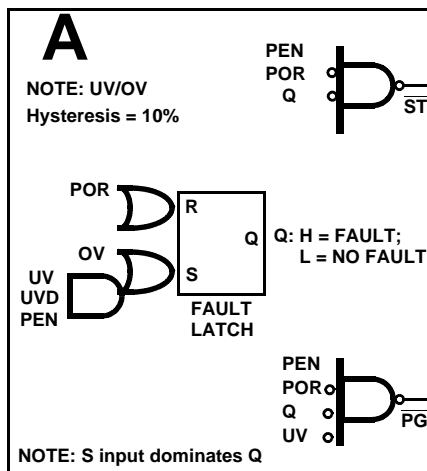 A
NOTE: UV/OV
Hysteresis = 10%
PEN
POR
Q
ST
POR
R
Q
Q: H = FAULT;
L = NO FAULT
OV
S
UV
UVD
PEN
FAULT
LATCH
PEN
POR
Q
UV
PG
NOTE: S input dominates Q